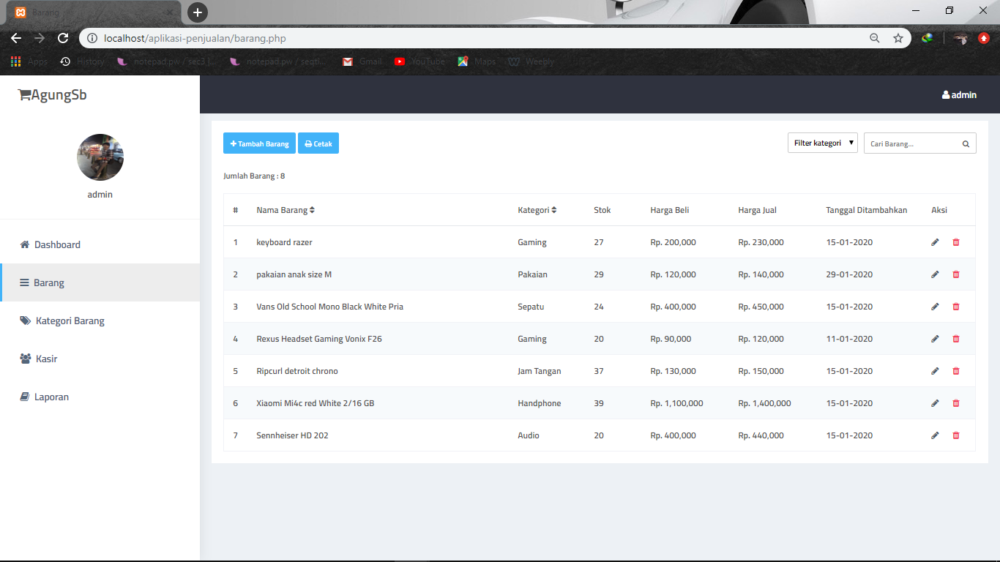 Barang
localhost/aplikasi-penjualan/barang.php
Apps History notepad.pw / sec3 |... notepad.pw / seqtl... Gmail YouTube Maps Weebly
AgungSb
admin
admin
Dashboard
Barang
Kategori Barang
Kasir
Laporan
Tambah Barang Cetak Filter kategori Cari Barang...
Jumlah Barang : 8
# Nama Barang Kategori Stok Harga Beli Harga Jual Tanggal Ditambahkan Aksi
1 keyboard razer Gaming 27 Rp. 200,000 Rp. 230,000 15-01-2020
2 pakaian anak size M Pakaian 29 Rp. 120,000 Rp. 140,000 29-01-2020
3 Vans Old School Mono Black White Pria Sepatu 24 Rp. 400,000 Rp. 450,000 15-01-2020
4 Rexus Headset Gaming Vonix F26 Gaming 20 Rp. 90,000 Rp. 120,000 11-01-2020
5 Ripcurl detroit chrono Jam Tangan 37 Rp. 130,000 Rp. 150,000 15-01-2020
6 Xiaomi Mi4c red White 2/16 GB Handphone 39 Rp. 1,100,000 Rp. 1,400,000 15-01-2020
7 Sennheiser HD 202 Audio 20 Rp. 400,000 Rp. 440,000 15-01-2020